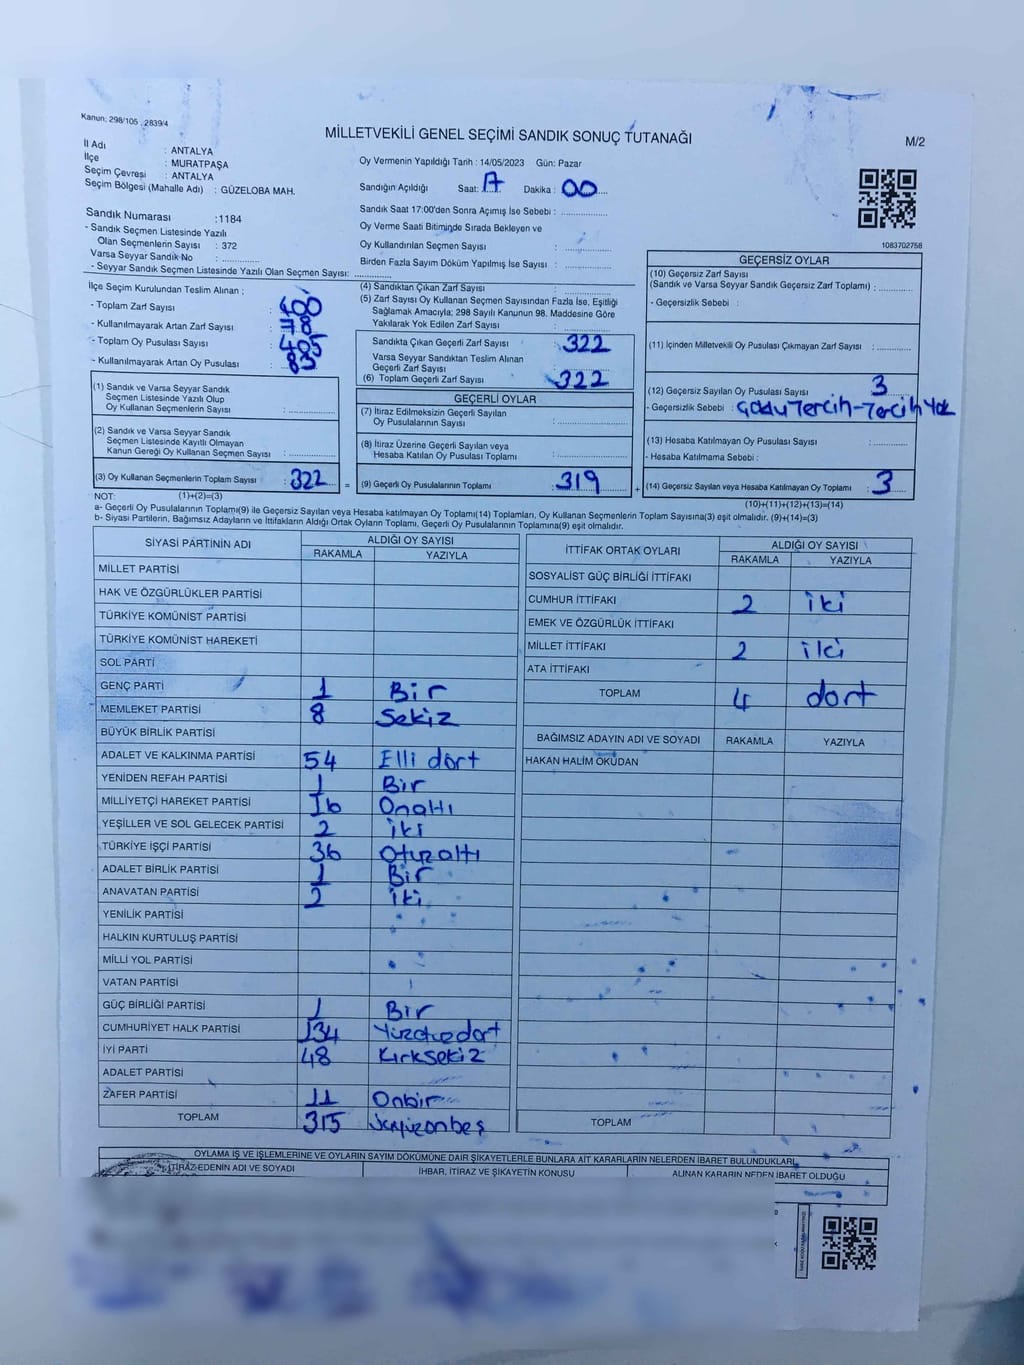 Kanun: 298/105 , 2839/4
MİLLETVEKİLİ GENEL SEÇİMİ SANDIK SONUÇ TUTANAĞI
M/2
İl Adı : ANTALYA
İlçe : MURATPAŞA
Seçim Çevresi : ANTALYA
Seçim Bölgesi (Mahalle Adı) : GÜZELOBA MAH.
Oy Vermenin Yapıldığı Tarih : 14/05/2023 Gün: Pazar
Sandığın Açıldığı Saat: 17 Dakika : 00
Sandık Saat 17:00'den Sonra Açılmış İse Sebebi :
Sandık Numarası :1184
- Sandık Seçmen Listesinde Yazılı
Olan Seçmenlerin Sayısı : 372
Varsa Seyyar Sandık No :
- Seyyar Sandık Seçmen Listesinde Yazılı Olan Seçmen Sayısı:
Oy Verme Saati Bitiminde Sırada Bekleyen ve
Oy Kullandırılan Seçmen Sayısı :
Birden Fazla Sayım Döküm Yapılmış İse Sayısı :
1083702758
İlçe Seçim Kurulundan Teslim Alınan ;
- Toplam Zarf Sayısı : 400
- Kullanılmayarak Artan Zarf Sayısı : 78
- Toplam Oy Pusulası Sayısı : 405
- Kullanılmayarak Artan Oy Pusulası : 83
(4) Sandıktan Çıkan Zarf Sayısı :
(5) Zarf Sayısı Oy Kullanan Seçmen Sayısından Fazla İse, Eşitliği
Sağlamak Amacıyla; 298 Sayılı Kanunun 98. Maddesine Göre
Yakılarak Yok Edilen Zarf Sayısı :
Sandıkta Çıkan Geçerli Zarf Sayısı : 322
Varsa Seyyar Sandıktan Teslim Alınan
Geçerli Zarf Sayısı :
(6) Toplam Geçerli Zarf Sayısı : 322
GEÇERSİZ OYLAR
(10) Geçersiz Zarf Sayısı
(Sandık ve Varsa Seyyar Sandık Geçersiz Zarf Toplamı) :
- Geçersizlik Sebebi :
(11) İçinden Milletvekili Oy Pusulası Çıkmayan Zarf Sayısı :
(12) Geçersiz Sayılan Oy Pusulası Sayısı : 3
- Geçersizlik Sebebi : Tercih-Tercih Yok
(13) Hesaba Katılmayan Oy Pusulası Sayısı :
- Hesaba Katılmama Sebebi :
(14) Geçersiz Sayılan veya Hesaba Katılmayan Oy Toplamı : 3
(1) Sandık ve Varsa Seyyar Sandık
Seçmen Listesinde Yazılı Olup
Oy Kullanan Seçmenlerin Sayısı :
(2) Sandık ve Varsa Seyyar Sandık
Seçmen Listesinde Kayıtlı Olmayan
Kanun Gereği Oy Kullanan Seçmen Sayısı :
(3) Oy Kullanan Seçmenlerin Toplam Sayısı : 322 =
GEÇERLİ OYLAR
(7) İtiraz Edilmeksizin Geçerli Sayılan
Oy Pusulalarının Sayısı :
(8) İtiraz Üzerine Geçerli Sayılan veya
Hesaba Katılan Oy Pusulası Toplamı :
(9) Geçerli Oy Pusulalarının Toplamı : 319 +
NOT: (1)+(2)=(3)
(10)+(11)+(12)+(13)=(14)
a- Geçerli Oy Pusulalarının Toplamı(9) ile Geçersiz Sayılan veya Hesaba katılmayan Oy Toplamı(14) Toplamları, Oy Kullanan Seçmenlerin Toplam Sayısına(3) eşit olmalıdır. (9)+(14)=(3)
b- Siyasi Partilerin, Bağımsız Adayların ve İttifakların Aldığı Ortak Oyların Toplamı, Geçerli Oy Pusulalarının Toplamına(9) eşit olmalıdır.
SİYASİ PARTİNİN ADI ALDIĞI OY SAYISI
RAKAMLA YAZIYLA
MİLLET PARTİSİ
HAK VE ÖZGÜRLÜKLER PARTİSİ
TÜRKİYE KOMÜNİST PARTİSİ
TÜRKİYE KOMÜNİST HAREKETİ
SOL PARTİ
GENÇ PARTİ 1 Bir
MEMLEKET PARTİSİ 8 Sekiz
BÜYÜK BİRLİK PARTİSİ
ADALET VE KALKINMA PARTİSİ 54 Elli dört
YENİDEN REFAH PARTİSİ 1 Bir
MİLLİYETÇİ HAREKET PARTİSİ 16 Onaltı
YEŞİLLER VE SOL GELECEK PARTİSİ 2 iki
TÜRKİYE İŞÇİ PARTİSİ 36 Otuzaltı
ADALET BİRLİK PARTİSİ 1 Bir
ANAVATAN PARTİSİ 2 iki
YENİLİK PARTİSİ
HALKIN KURTULUŞ PARTİSİ
MİLLİ YOL PARTİSİ
VATAN PARTİSİ
GÜÇ BİRLİĞİ PARTİSİ 1 Bir
CUMHURİYET HALK PARTİSİ 134
İYİ PARTİ 48 Kırksekiz
ADALET PARTİSİ
ZAFER PARTİSİ 11 Onbir
TOPLAM 315 üçyüzonbeş
İTTİFAK ORTAK OYLARI ALDIĞI OY SAYISI
RAKAMLA YAZIYLA
SOSYALİST GÜÇ BİRLİĞİ İTTİFAKI
CUMHUR İTTİFAKI 2 iki
EMEK VE ÖZGÜRLÜK İTTİFAKI
MİLLET İTTİFAKI 2 iki
ATA İTTİFAKI
TOPLAM 4 dört
BAĞIMSIZ ADAYIN ADI VE SOYADI RAKAMLA YAZIYLA
HAKAN HALİM OKUDAN
TOPLAM
OYLAMA İŞ VE İŞLEMLERİNE VE OYLARIN SAYIM DÖKÜMÜNE DAİR ŞİKAYETLERLE BUNLARA AİT KARARLARIN NELERDEN İBARET BULUNDUKLARI
İTİRAZ EDENİN ADI VE SOYADI İHBAR, İTİRAZ VE ŞİKAYETİN KONUSU ALINAN KARARIN NEDEN İBARET OLDUĞU